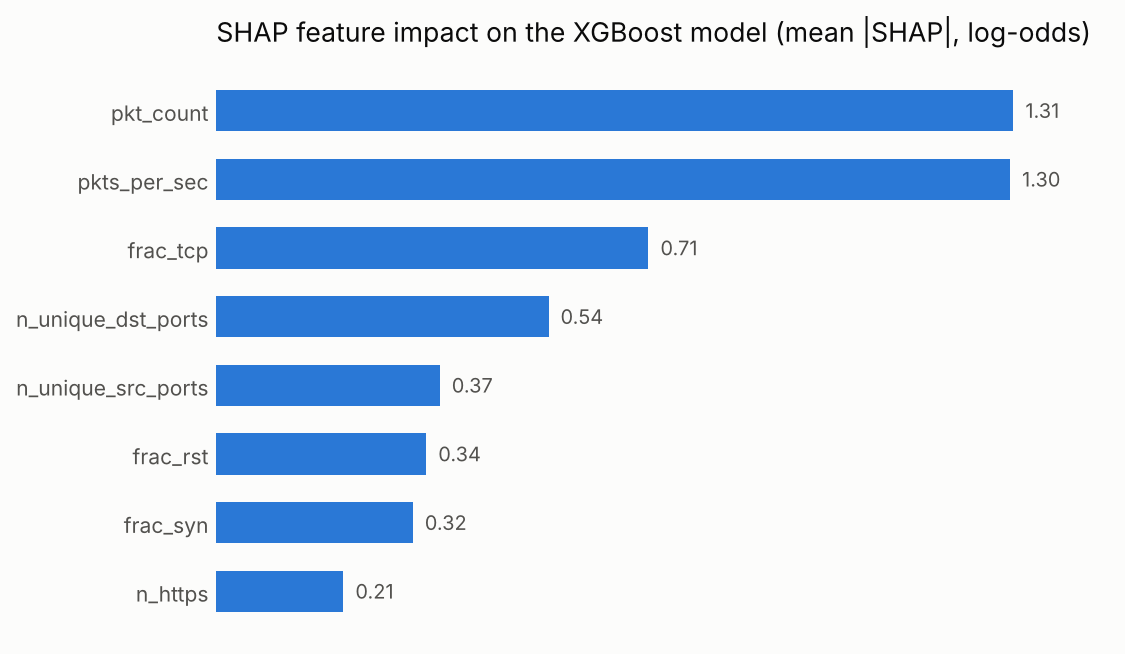 SHAP feature impact on the XGBoost model (mean |SHAP|, log-odds)
pkt_count 1.31
pkts_per_sec 1.30
frac_tcp 0.71
n_unique_dst_ports 0.54
n_unique_src_ports 0.37
frac_rst 0.34
frac_syn 0.32
n_https 0.21